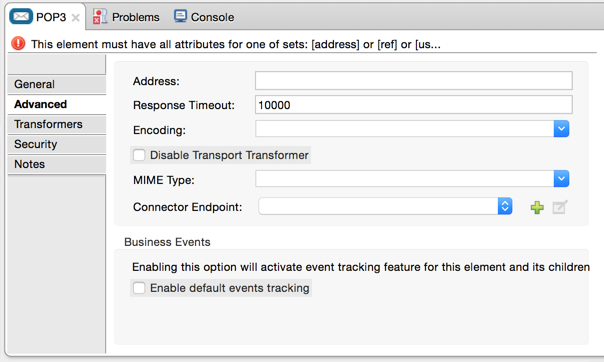 POP3 Problems Console
This element must have all attributes for one of sets: [address] or [ref] or [us...
General
Advanced
Transformers
Security
Notes
Address:
Response Timeout: 10000
Encoding:
Disable Transport Transformer
MIME Type:
Connector Endpoint:
Business Events
Enabling this option will activate event tracking feature for this element and its children
Enable default events tracking